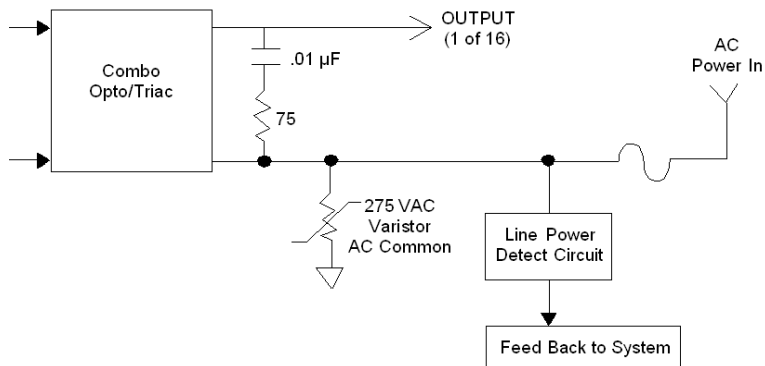 OUTPUT
(1 of 16)
AC
Power In
.01 µF
Combo
Opto/Triac
75
275 VAC
Varistor
AC Common
Line Power
Detect Circuit
Feed Back to System